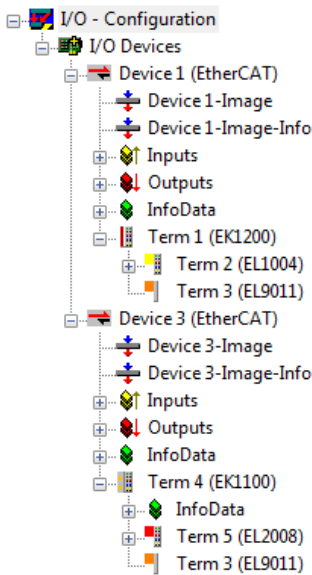 I/O - Configuration
I/O Devices
Device 1 (EtherCAT)
Device 1-Image
Device 1-Image-Info
Inputs
Outputs
InfoData
Term 1 (EK1200)
Term 2 (EL1004)
Term 3 (EL9011)
Device 3 (EtherCAT)
Device 3-Image
Device 3-Image-Info
Inputs
Outputs
InfoData
Term 4 (EK1100)
InfoData
Term 5 (EL2008)
Term 3 (EL9011)